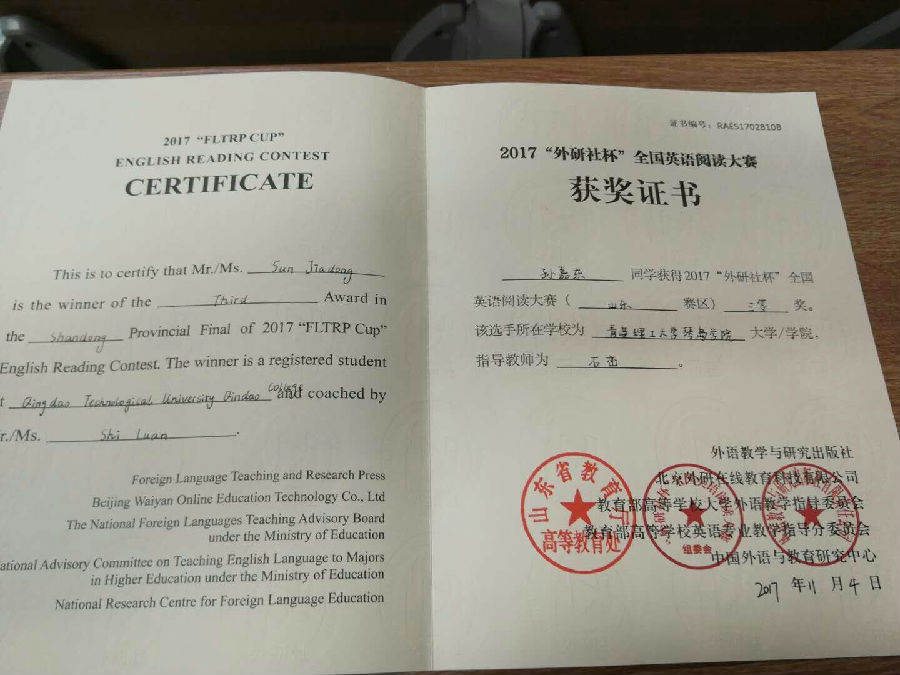 2017 "FLTRP CUP"
ENGLISH READING CONTEST
CERTIFICATE
This is to certify that Mr./Ms. Sun Jiadong
is the winner of the Third Award in
the Shandong Provincial Final of 2017 "FLTRP Cup"
English Reading Contest. The winner is a registered student
t Qingdao Technological University Qindao College and coached by
r./Ms. Shi Luan.
Foreign Language Teaching and Research Press
Beijing Waiyan Online Education Technology Co., Ltd
The National Foreign Languages Teaching Advisory Board
under the Ministry of Education
National Advisory Committee on Teaching English Language to Majors
in Higher Education under the Ministry of Education
National Research Centre for Foreign Language Education
证书编号：RAES1702810B
2017 "外研社杯" 全国英语阅读大赛
获奖证书
孙嘉东 同学获得2017 "外研社杯" 全国
英语阅读大赛（ 山东 赛区） 三等 奖。
该选手所在学校为 青岛理工大学琴岛学院 大学/学院，
指导教师为 石峦 。
外语教学与研究出版社
北京外研在线教育科技有限公司
教育部高等学校大学外语教学指导委员会
教育部高等学校英语专业教学指导分委员会
中国外语与教育研究中心
2017 年 11 月 4 日
山东省教育厅
高等教育处
组委会